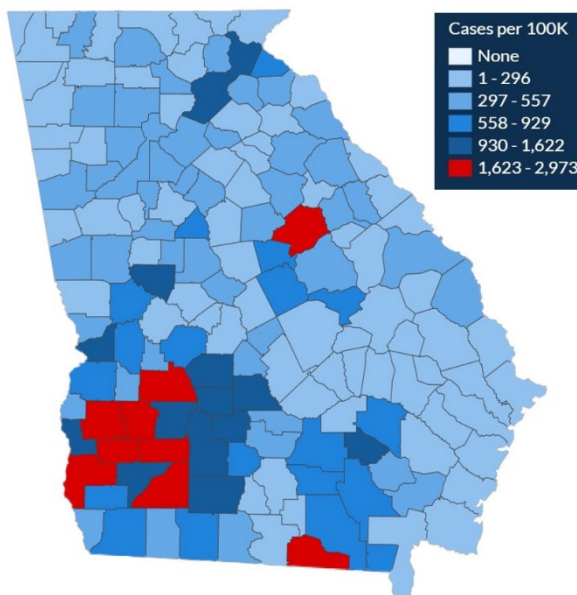 Cases per 100K
None
1 - 296
297 - 557
558 - 929
930 - 1,622
1,623 - 2,973